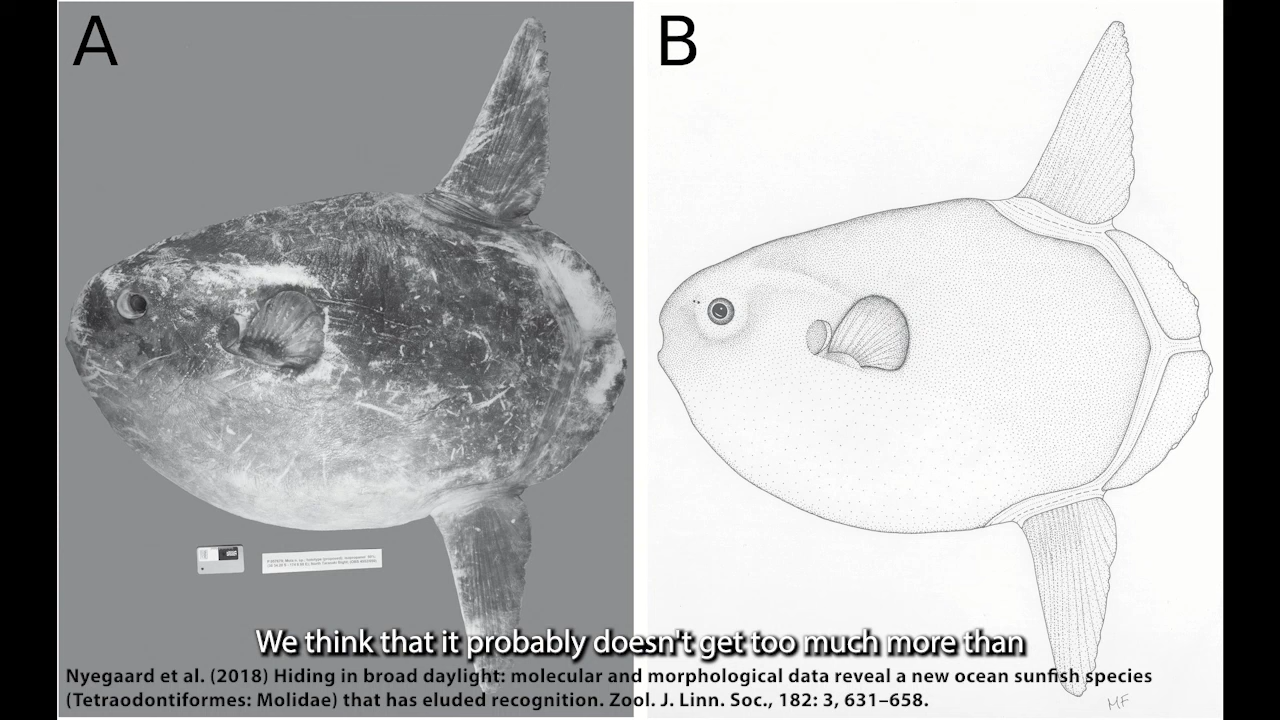 A
B
We think that it probably doesn't get too much more than
Nyegaard et al. (2018) Hiding in broad daylight: molecular and morphological data reveal a new ocean sunfish species
(Tetraodontiformes: Molidae) that has eluded recognition. Zool. J. Linn. Soc., 182: 3, 631–658.
MF